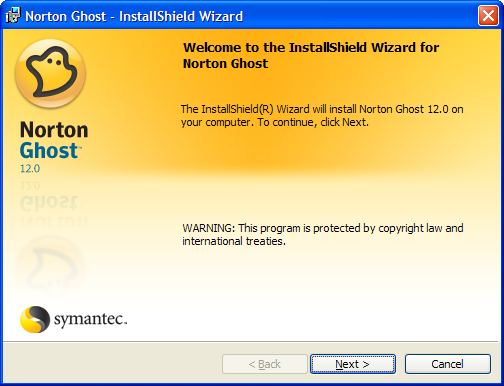 Norton Ghost - InstallShield Wizard
Welcome to the InstallShield Wizard for
Norton Ghost
The InstallShield(R) Wizard will install Norton Ghost 12.0 on
your computer. To continue, click Next.
Norton
Ghost™
12.0
WARNING: This program is protected by copyright law and
international treaties.
symantec.
< Back
Next >
Cancel